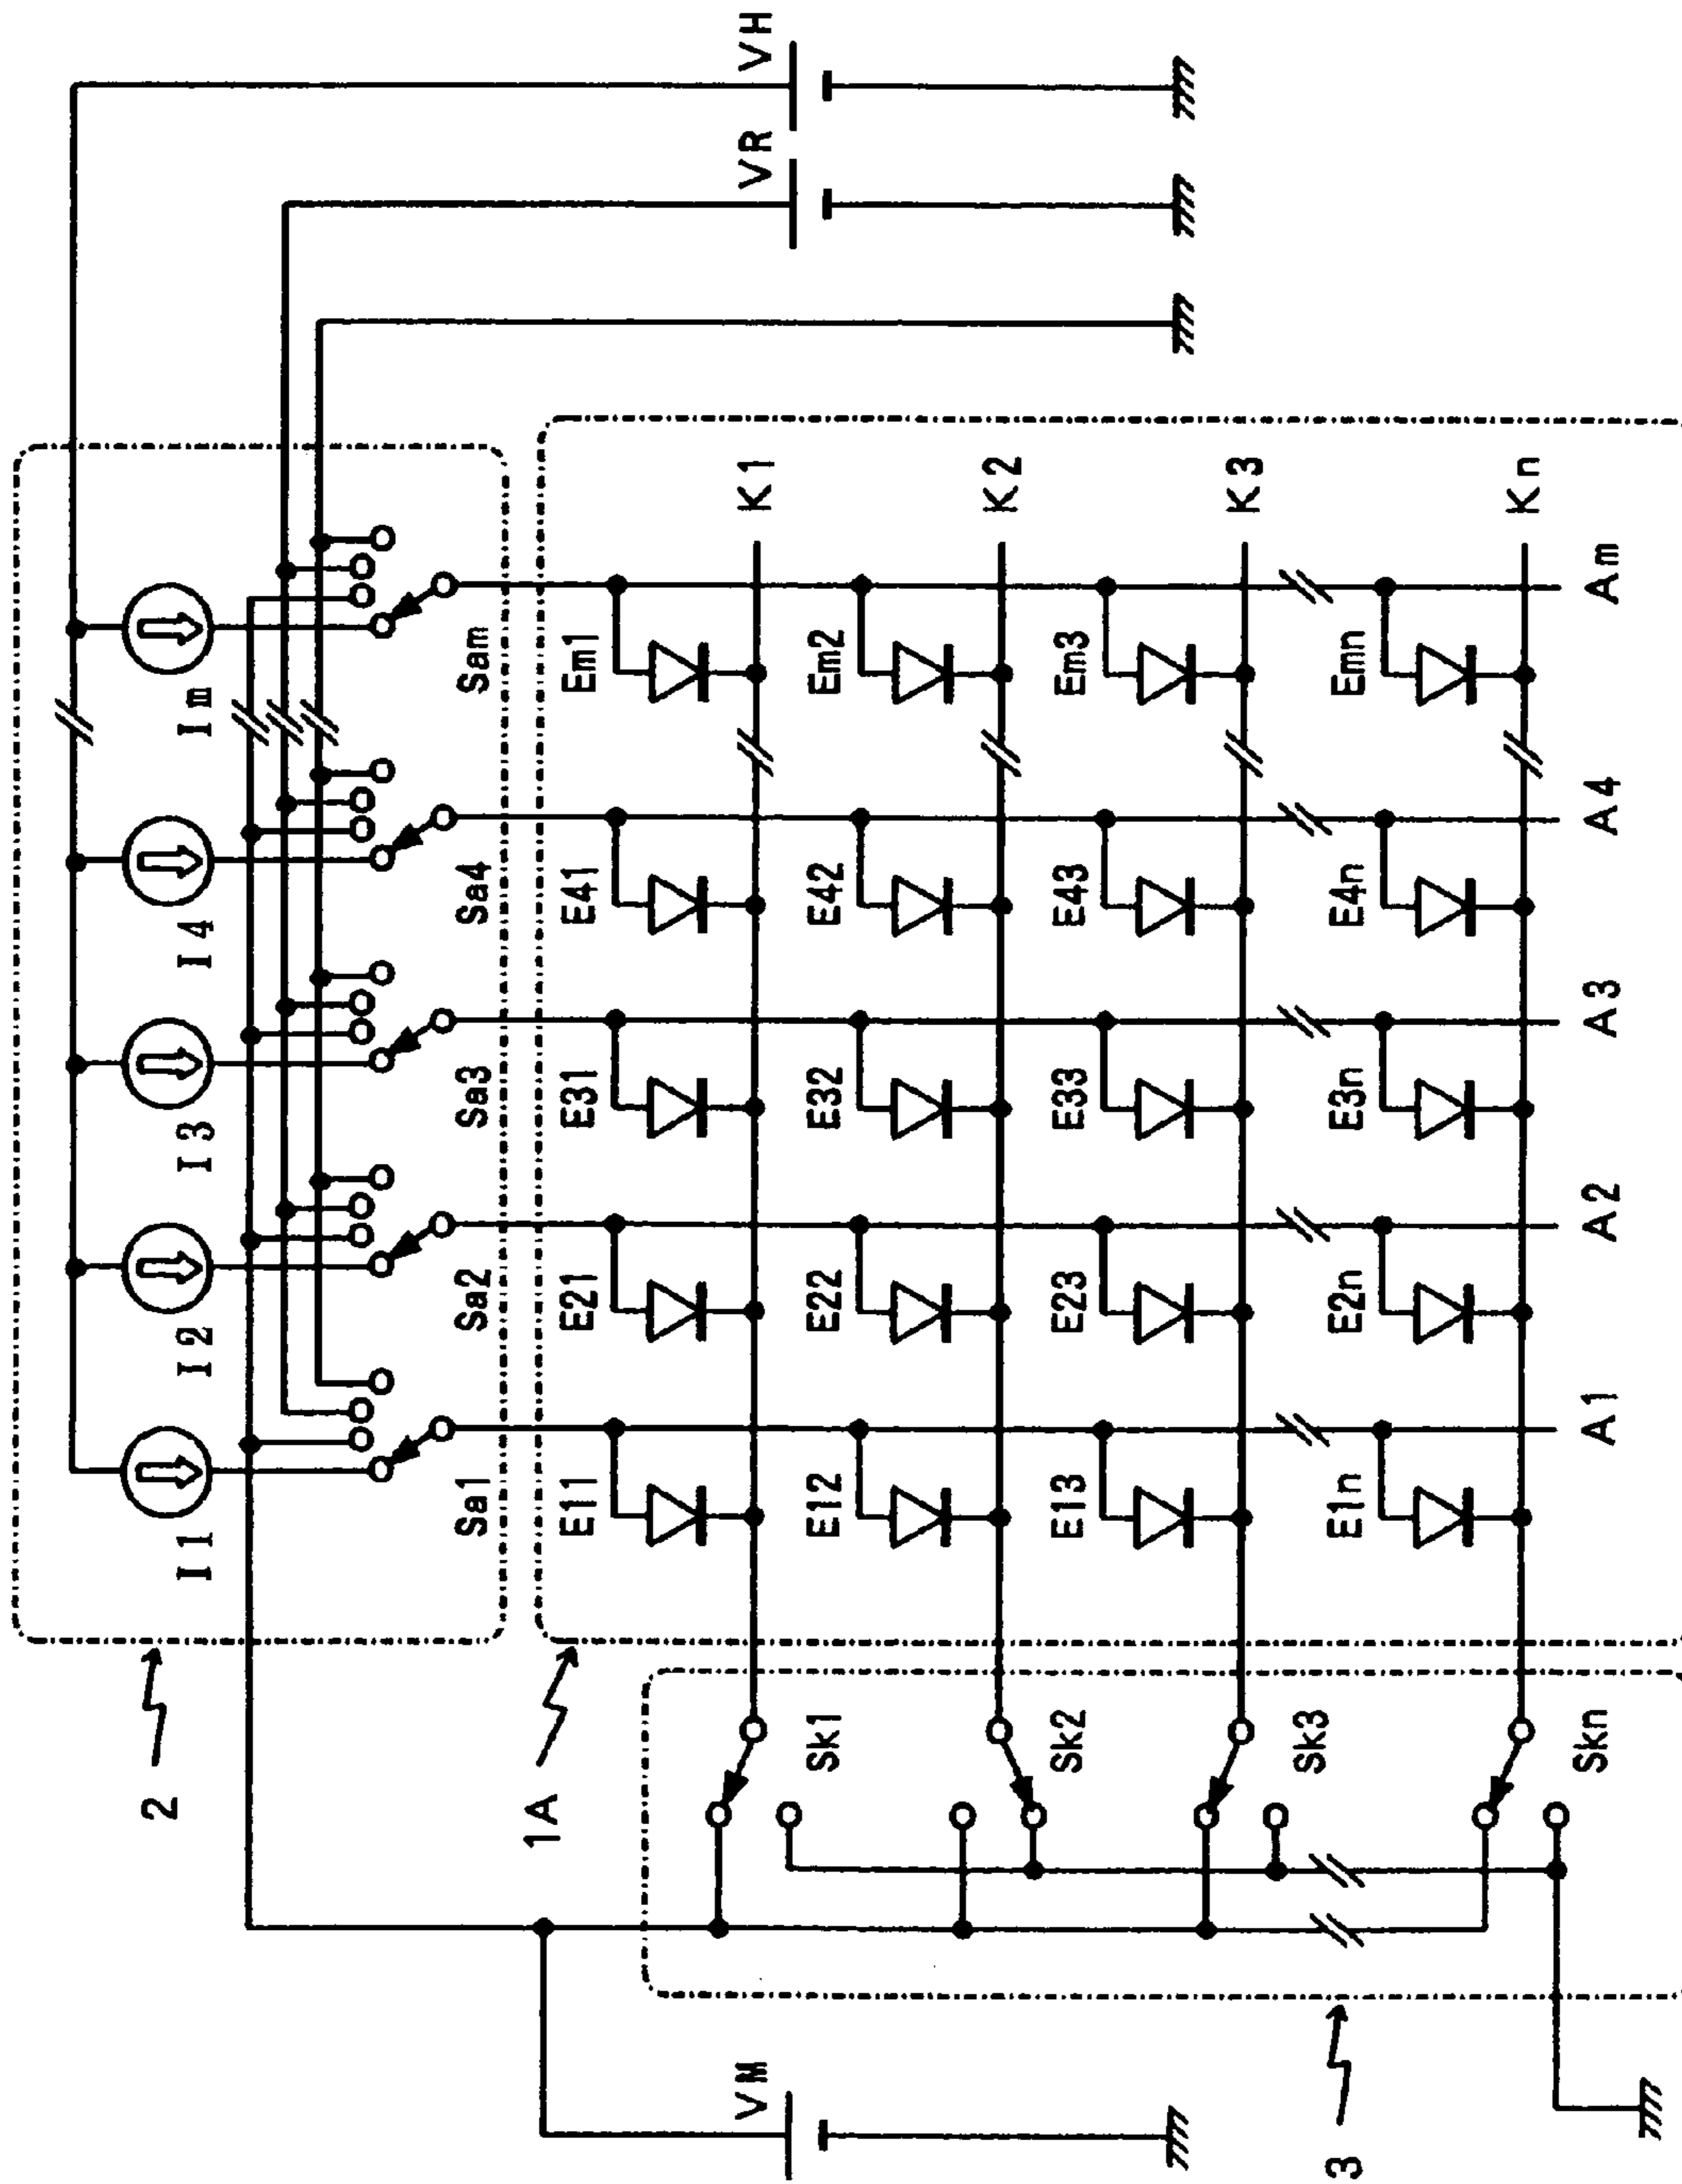 2
I1 I2 I3 I4 Im
Sa1 Sa2 Sa3 Sa4 Sam
1A
E11 E21 E31 E41 Em1
VM K1 VR VH
Sk1 E12 E22 E32 E42 Em2
K2
Sk2 E13 E23 E33 E43 Em3
K3
Sk3
3 E1n E2n E3n E4n Emn
Kn
Skn A1 A2 A3 A4 Am